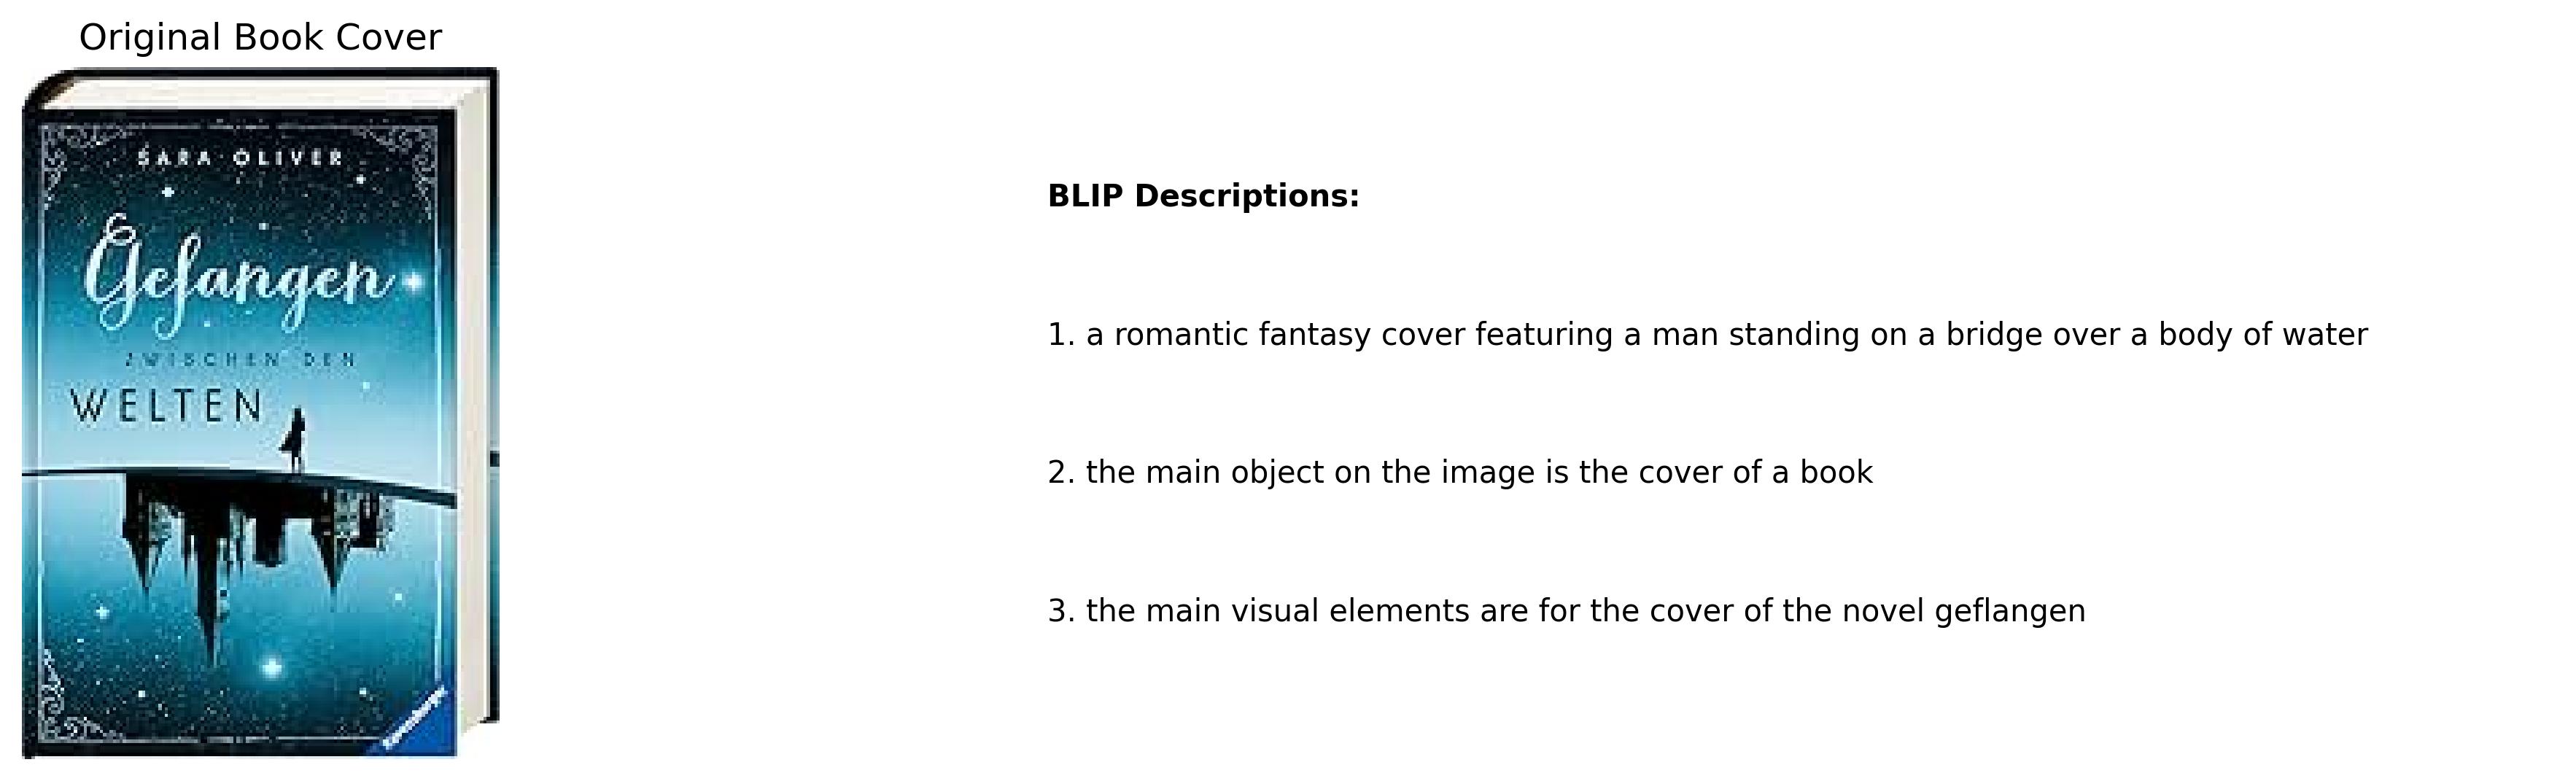 Original Book Cover
SARA OLIVER
Gefangen
ZWISCHEN DEN
WELTEN
BLIP Descriptions:
1. a romantic fantasy cover featuring a man standing on a bridge over a body of water
2. the main object on the image is the cover of a book
3. the main visual elements are for the cover of the novel geflangen